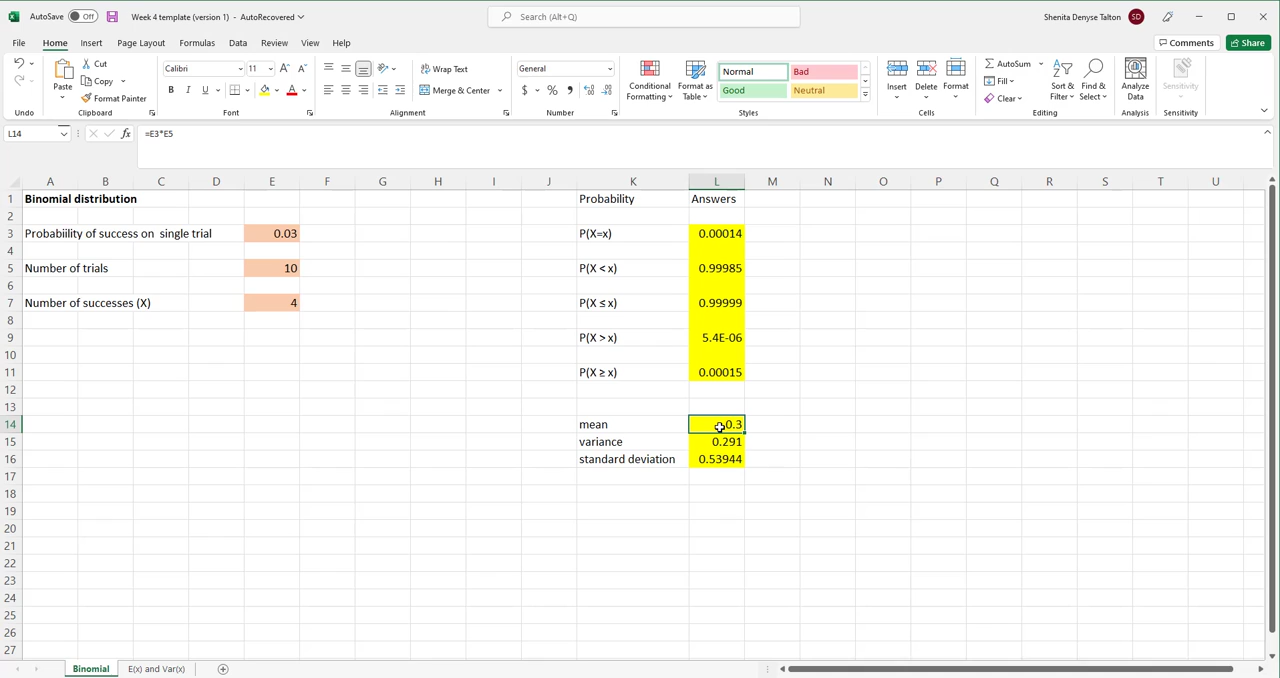 AutoSave Off Week 4 template (version 1) - AutoRecovered Search (Alt+Q) Shenita Denyse Talton SD
File Home Insert Page Layout Formulas Data Review View Help Comments Share
Cut Calibri 11 A A Wrap Text General Normal Bad AutoSum
Paste Copy Conditional Formatting Format as Table Good Neutral Insert Delete Format Fill Sort & Filter Find & Select Analyze Data Sensitivity
Format Painter B I U A Merge & Center $ % Clear
Undo Clipboard Font Alignment Number Styles Cells Editing Analysis Sensitivity
L14 fx =E3*E5
A B C D E F G H I J K L M N O P Q R S T U
1 Binomial distribution Probability Answers
2
3 Probabiility of success on single trial 0.03 P(X=x) 0.00014
4
5 Number of trials 10 P(X < x) 0.99985
6
7 Number of successes (X) 4 P(X ≤ x) 0.99999
8
9 P(X > x) 5.4E-06
10
11 P(X ≥ x) 0.00015
12
13
14 mean 0.3
15 variance 0.291
16 standard deviation 0.53944
17
18
19
20
21
22
23
24
25
26
27
Binomial E(x) and Var(x)